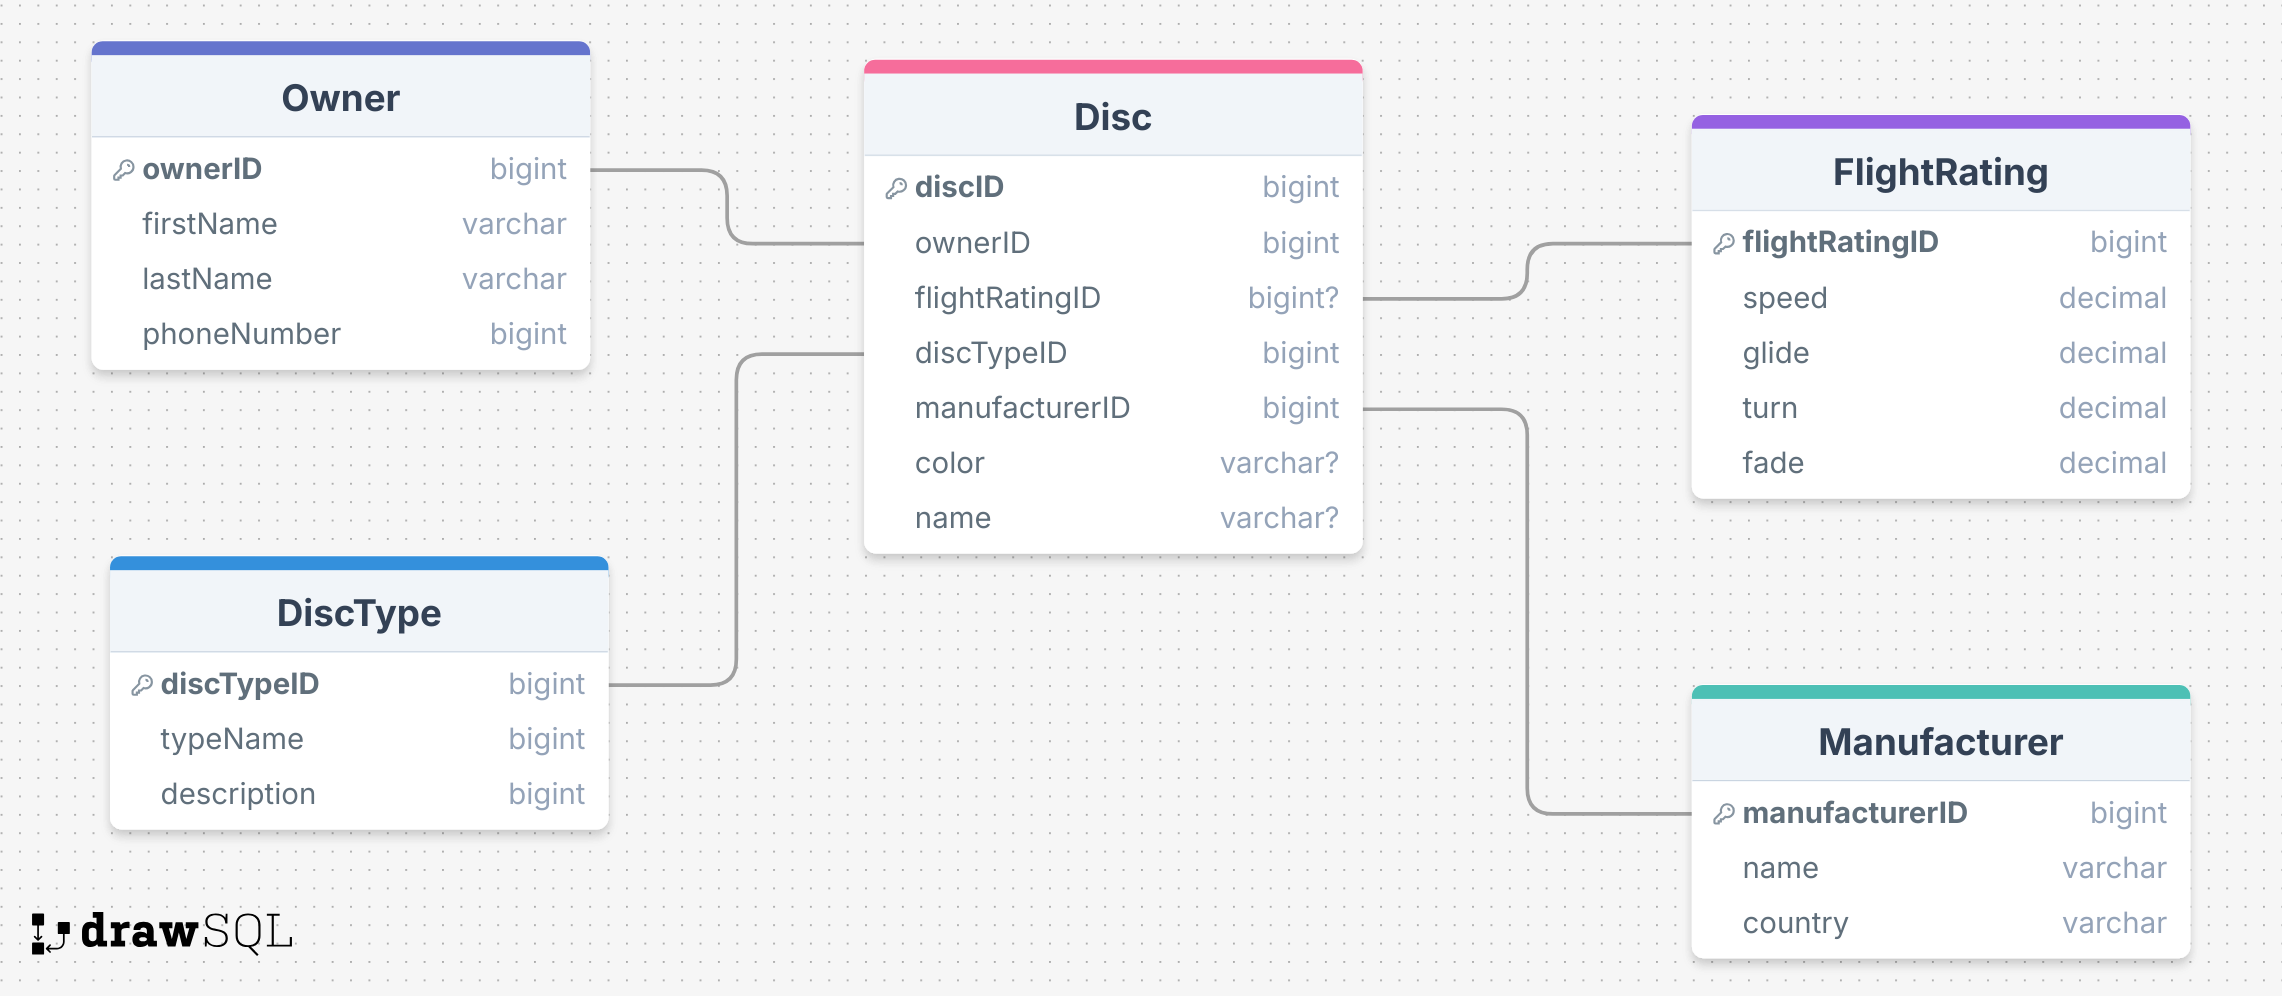 Owner
ownerID bigint
firstName varchar
lastName varchar
phoneNumber bigint
Disc
discID bigint
ownerID bigint
flightRatingID bigint?
discTypeID bigint
manufacturerID bigint
color varchar?
name varchar?
FlightRating
flightRatingID bigint
speed decimal
glide decimal
turn decimal
fade decimal
DiscType
discTypeID bigint
typeName bigint
description bigint
Manufacturer
manufacturerID bigint
name varchar
country varchar
drawSQL